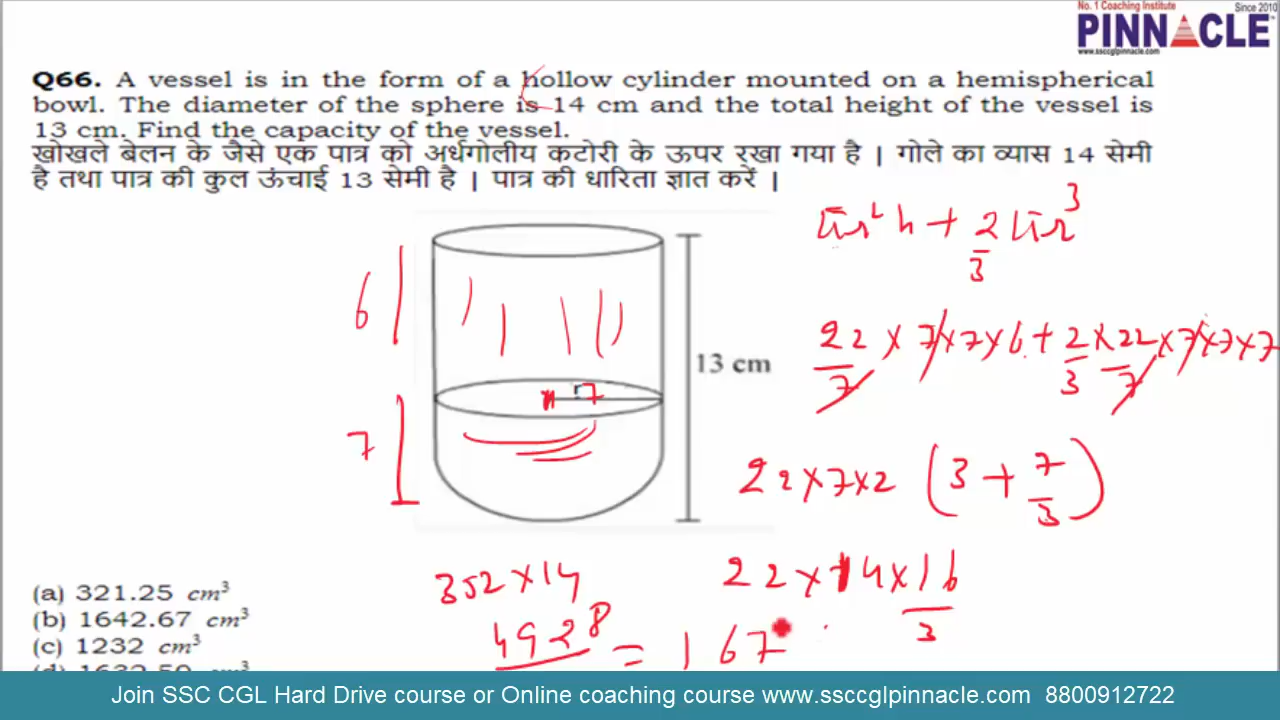 No. 1 Coaching Institute
Since 2010
PINNACLE
www.ssccglpinnacle.com
Q66. A vessel is in the form of a hollow cylinder mounted on a hemispherical
bowl. The diameter of the sphere is 14 cm and the total height of the vessel is
13 cm. Find the capacity of the vessel.
खोखले बेलन के जैसे एक पात्र को अर्धगोलीय कटोरी के ऊपर रखा गया है | गोले का व्यास 14 सेमी
है तथा पात्र की कुल ऊंचाई 13 सेमी है | पात्र की धारिता ज्ञात करें |
πr² h + 2/3 πr³
6
22/7 × 7 × 7 × 6 + 2/3 × 22/7 × 7 × 7 × 7
13 cm
r 7
7
22 × 7 × 2 (3 + 7/3)
352 × 14
22 × 14 × 16/3
4928 = 167
(a) 321.25 cm³
(b) 1642.67 cm³
(c) 1232 cm³
Join SSC CGL Hard Drive course or Online coaching course www.ssccglpinnacle.com 8800912722